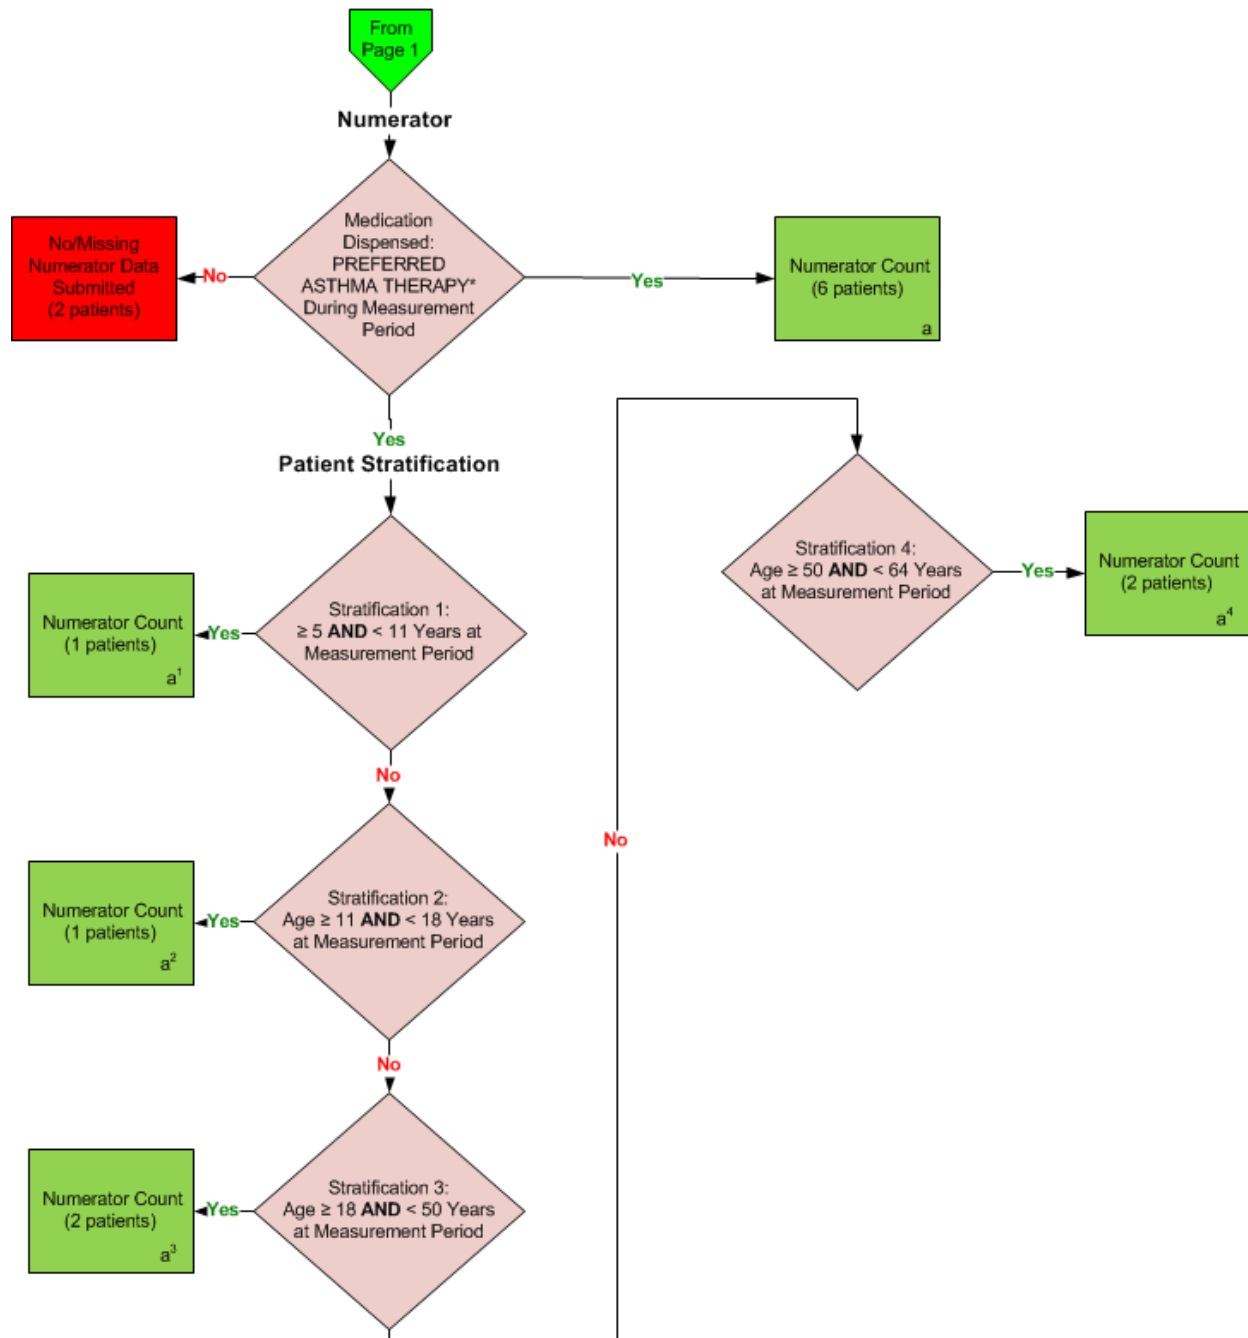 From
Page 1
Numerator
Medication
Dispensed:
PREFERRED
ASTHMA THERAPY*
During Measurement
Period
No
No/Missing
Numerator Data
Submitted
(2 patients)
Yes
Numerator Count
(6 patients)
a
Yes
Patient Stratification
Stratification 1:
≥ 5 AND < 11 Years at
Measurement Period
Yes
Numerator Count
(1 patients)
a¹
No
Stratification 2:
Age ≥ 11 AND < 18 Years
at Measurement Period
Yes
Numerator Count
(1 patients)
a²
No
Stratification 3:
Age ≥ 18 AND < 50 Years
at Measurement Period
Yes
Numerator Count
(2 patients)
a³
No
Stratification 4:
Age ≥ 50 AND < 64 Years
at Measurement Period
Yes
Numerator Count
(2 patients)
a⁴